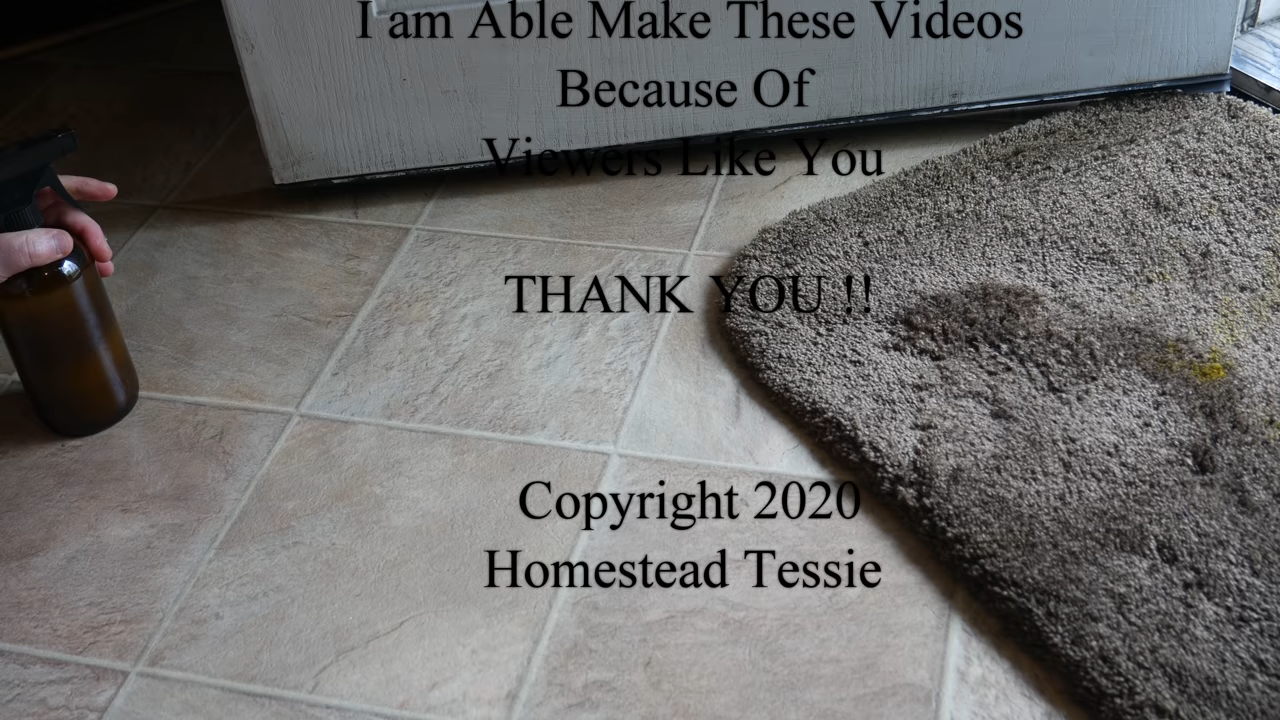 I am Able Make These Videos
Because Of
Viewers Like You
THANK YOU !!
Copyright 2020
Homestead Tessie